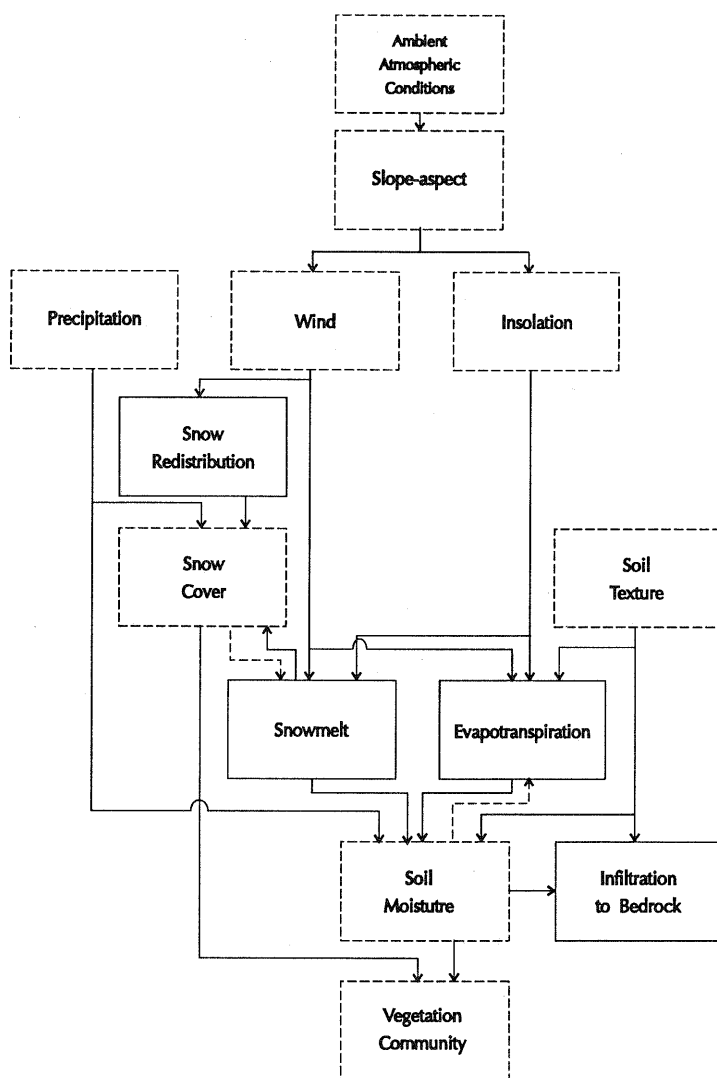 Ambient
Atmospheric
Conditions
Slope-aspect
Precipitation
Wind
Insolation
Snow
Redistribution
Snow
Cover
Soil
Texture
Snowmelt
Evapotranspiration
Soil
Moistutre
Infiltration
to Bedrock
Vegetation
Community